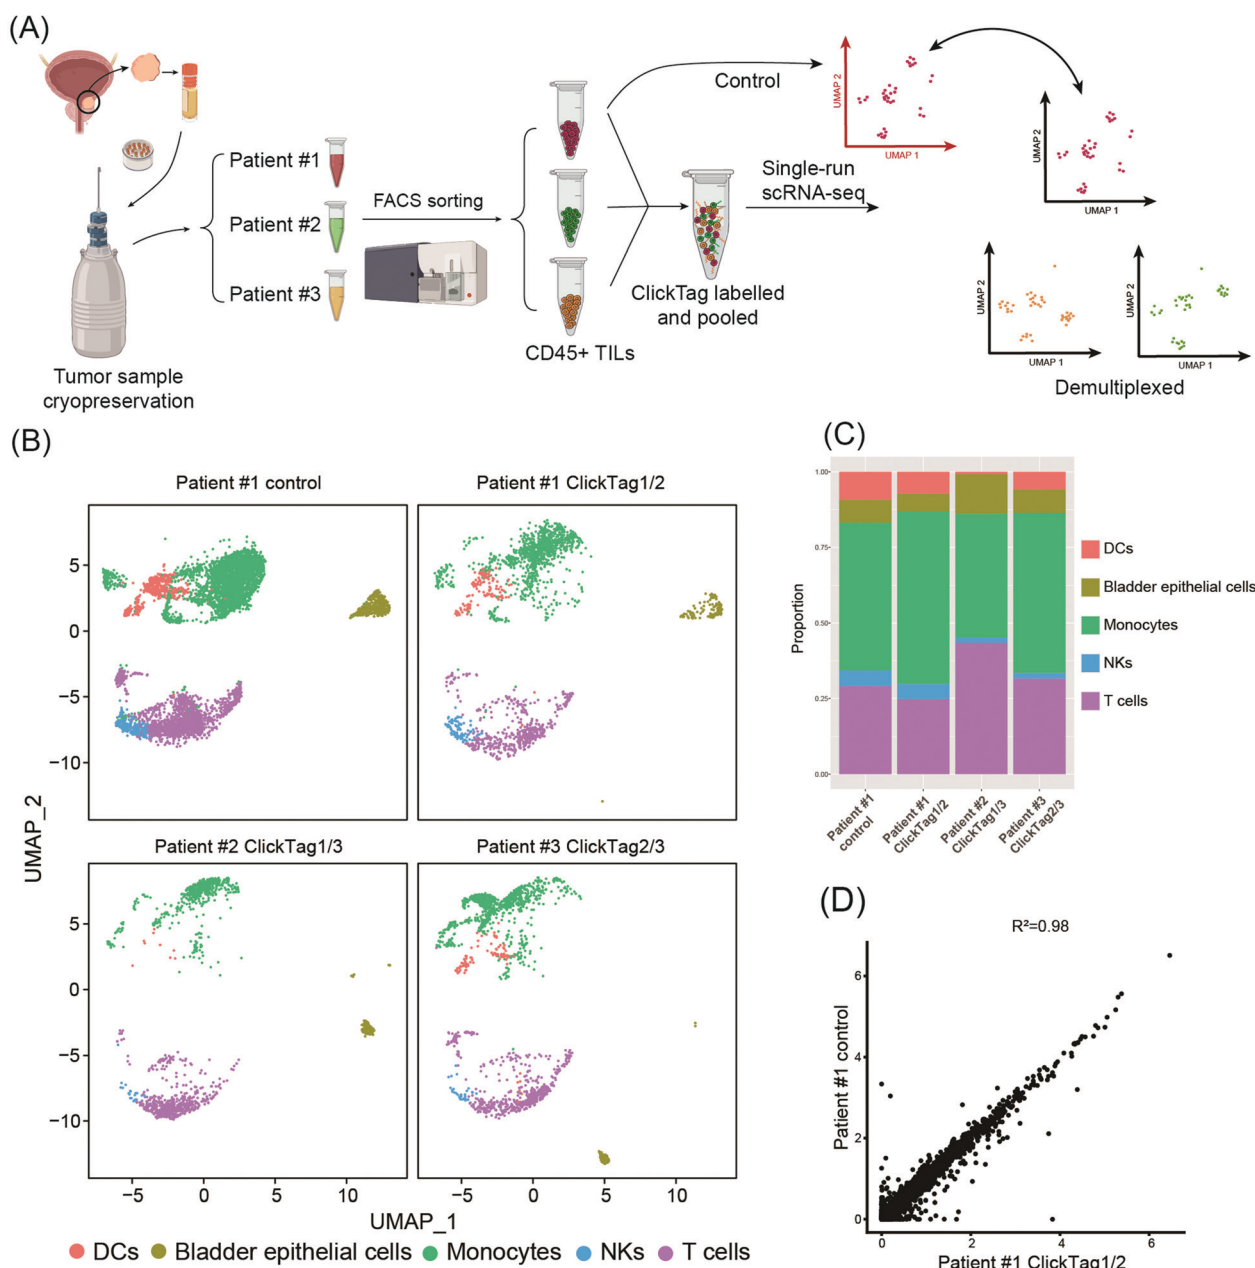 (A)
Control
UMAP 2
UMAP 1
UMAP 2
UMAP 1
Patient #1
Patient #2
Patient #3
FACS sorting
CD45+ TILs
ClickTag labelled
and pooled
Single-run
scRNA-seq
UMAP 2
UMAP 1
UMAP 2
UMAP 1
Demultiplexed
Tumor sample
cryopreservation
(B)
Patient #1 control
Patient #1 ClickTag1/2
5
0
−5
−10
Patient #2 ClickTag1/3
Patient #3 ClickTag2/3
5
0
−5
−10
−5
0
5
10
−5
0
5
10
UMAP_2
UMAP_1
DCs
Bladder epithelial cells
Monocytes
NKs
T cells
(C)
Proportion
1.00
0.75
0.50
0.25
0.00
Patient #1
control
Patient #1
ClickTag1/2
Patient #2
ClickTag1/3
Patient #3
ClickTag2/3
DCs
Bladder epithelial cells
Monocytes
NKs
T cells
(D)
R²=0.98
Patient #1 control
6
4
2
0
0
2
4
6
Patient #1 ClickTag1/2